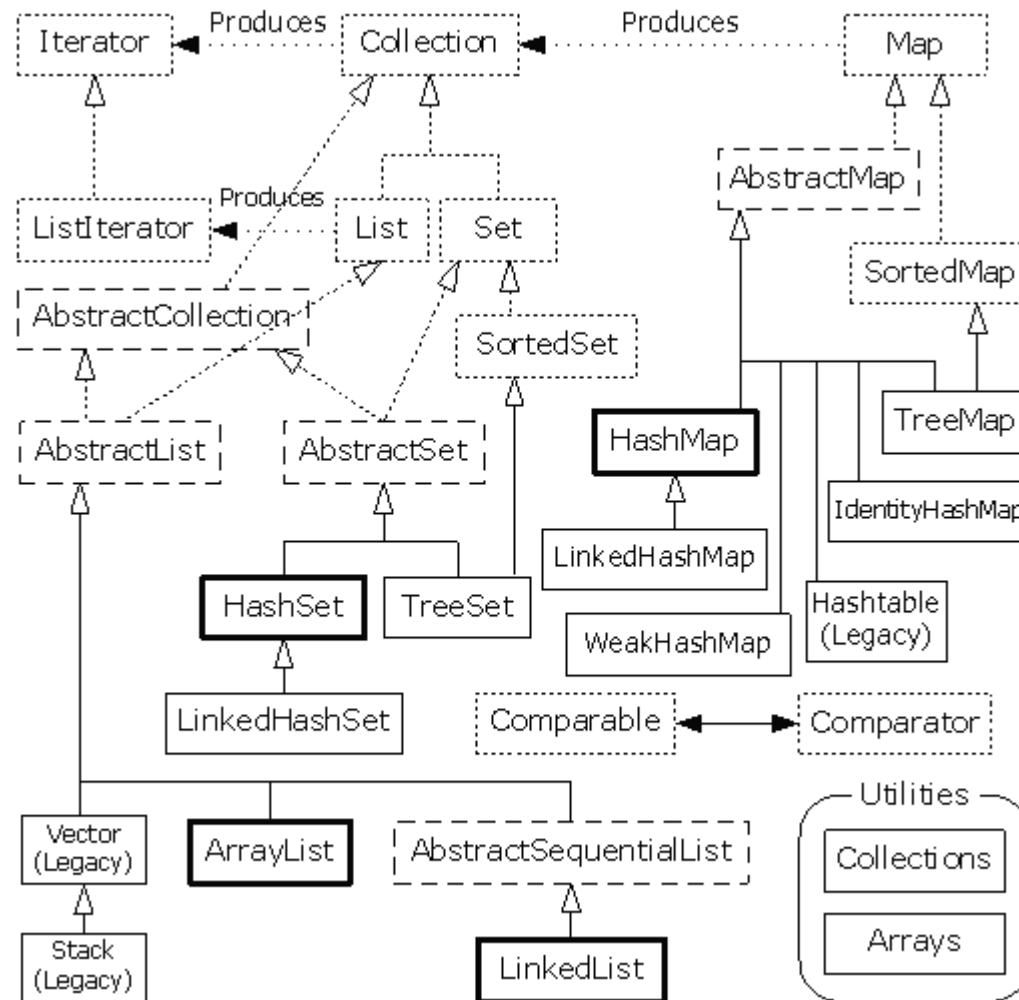 Iterator
Produces
Collection
Produces
Map
AbstractMap
ListIterator
Produces
List
Set
SortedMap
AbstractCollection
SortedSet
TreeMap
AbstractList
AbstractSet
HashMap
IdentityHashMap
LinkedHashMap
HashSet
TreeSet
Hashtable
(Legacy)
WeakHashMap
LinkedHashSet
Comparable
Comparator
Utilities
Vector
(Legacy)
ArrayList
AbstractSequentialList
Collections
Stack
(Legacy)
LinkedList
Arrays